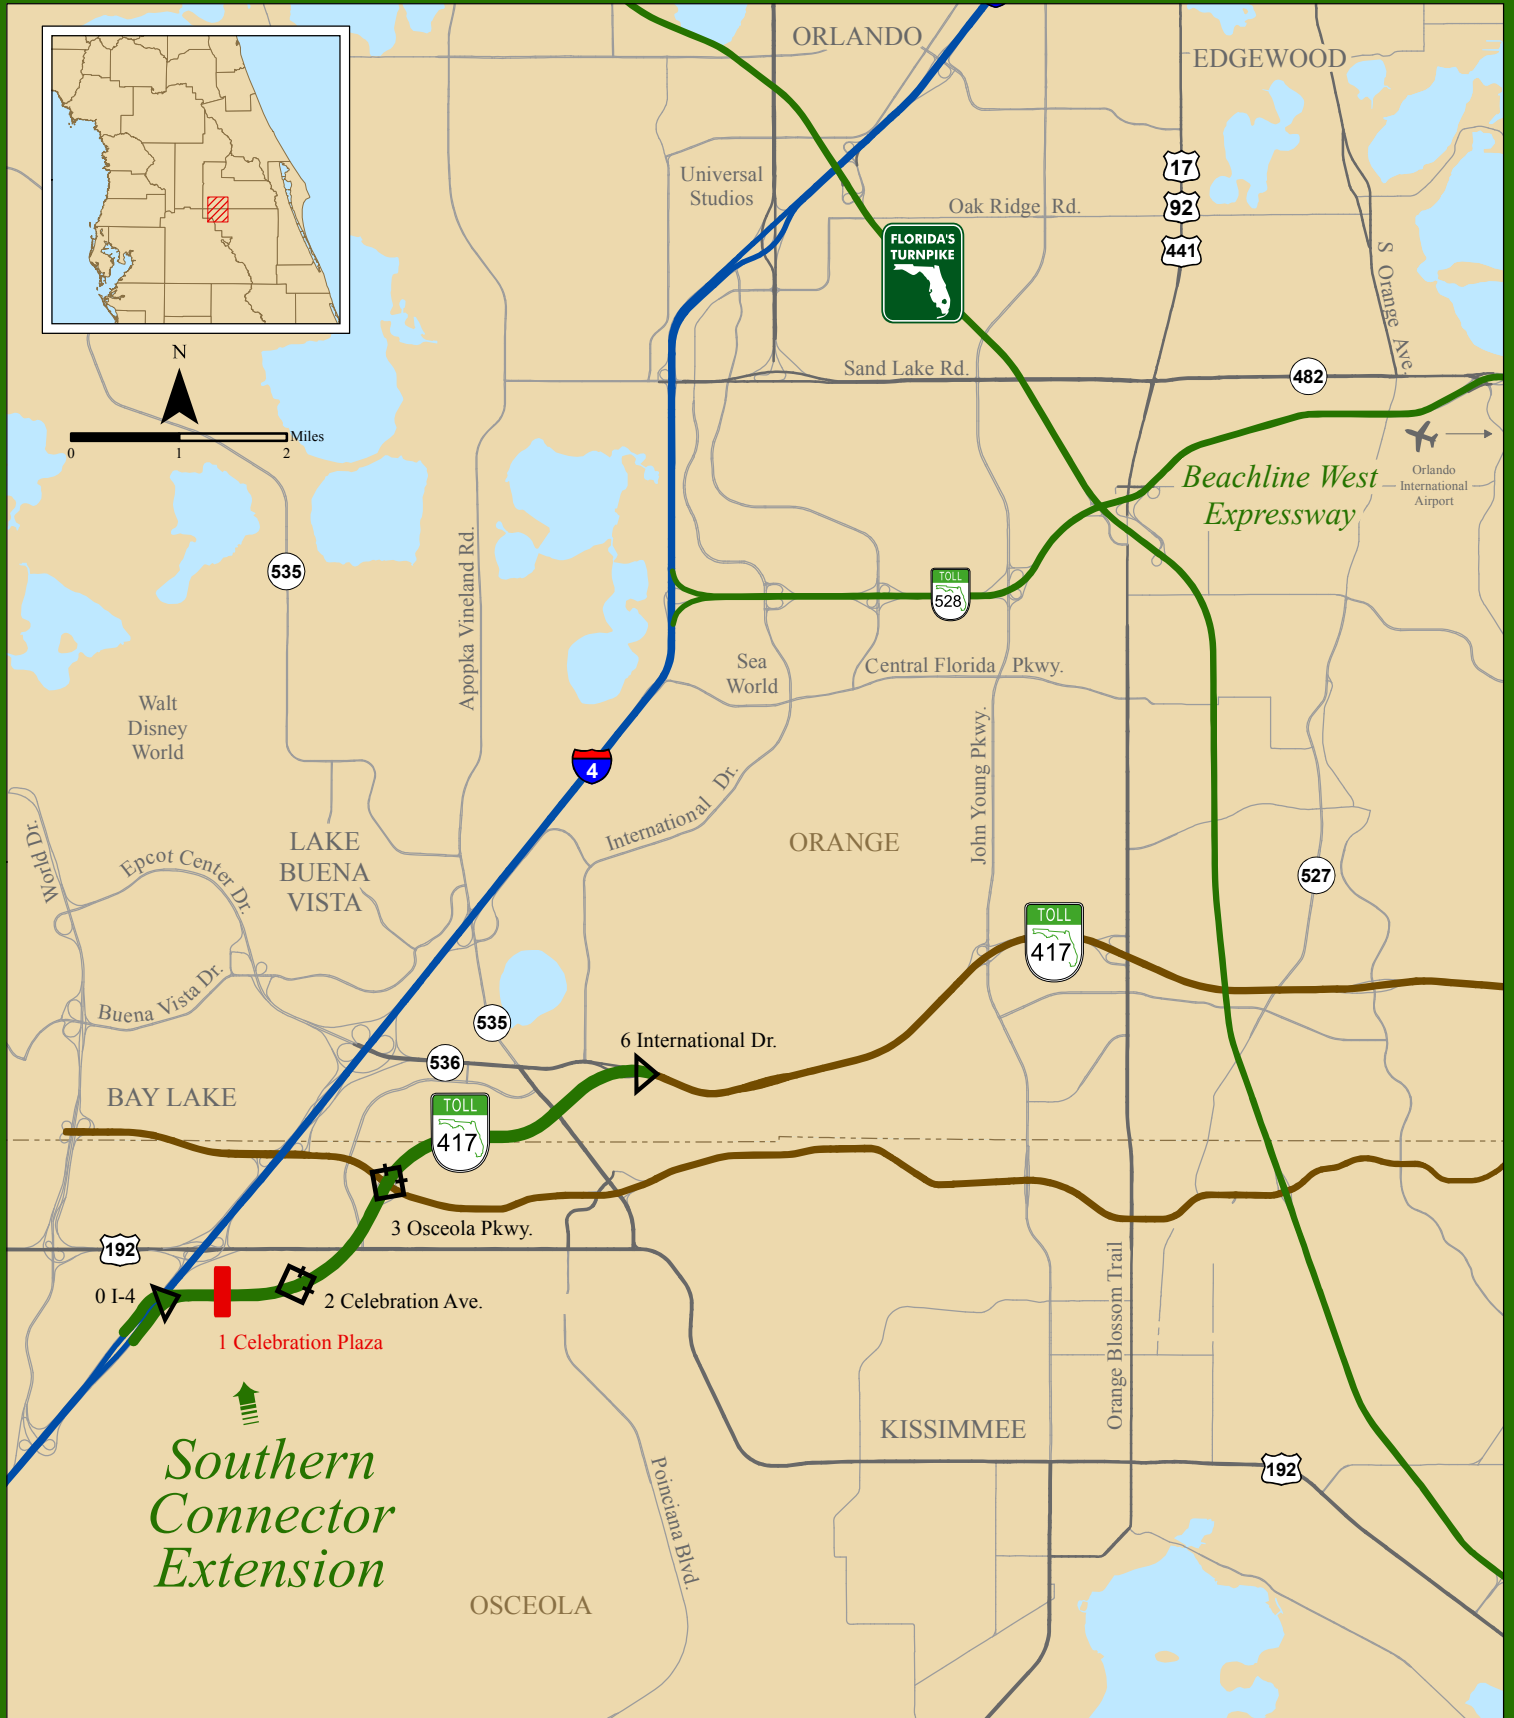 ORLANDO
EDGEWOOD
17
92
441
Universal
Studios
Oak Ridge Rd.
FLORIDA'S
TURNPIKE
S Orange Ave.
N
Miles
0 1 2
Sand Lake Rd.
482
Beachline West
Expressway
Orlando
International
Airport
535
Apopka Vineland Rd.
TOLL
528
Sea
World
Central Florida Pkwy.
Walt
Disney
World
4
John Young Pkwy.
International Dr.
ORANGE
World Dr.
Epcot Center Dr.
LAKE
BUENA
VISTA
527
TOLL
417
Buena Vista Dr.
535
536
6 International Dr.
BAY LAKE
TOLL
417
3 Osceola Pkwy.
192
0 I-4
2 Celebration Ave.
1 Celebration Plaza
Orange Blossom Trail
Southern
Connector
Extension
KISSIMMEE
192
Poinciana Blvd.
OSCEOLA